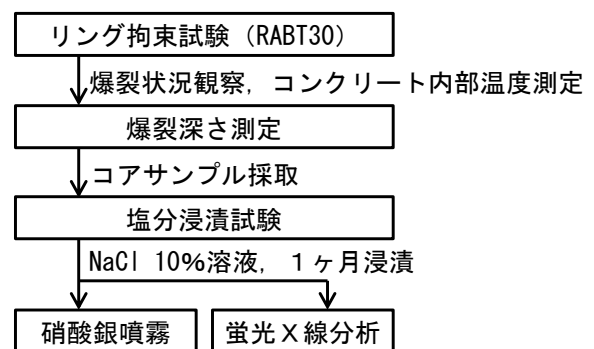 リング拘束試験（RABT30）
爆裂状況観察，コンクリート内部温度測定
爆裂深さ測定
コアサンプル採取
塩分浸漬試験
NaCl 10%溶液，１ヶ月浸漬
硝酸銀噴霧
蛍光Ｘ線分析